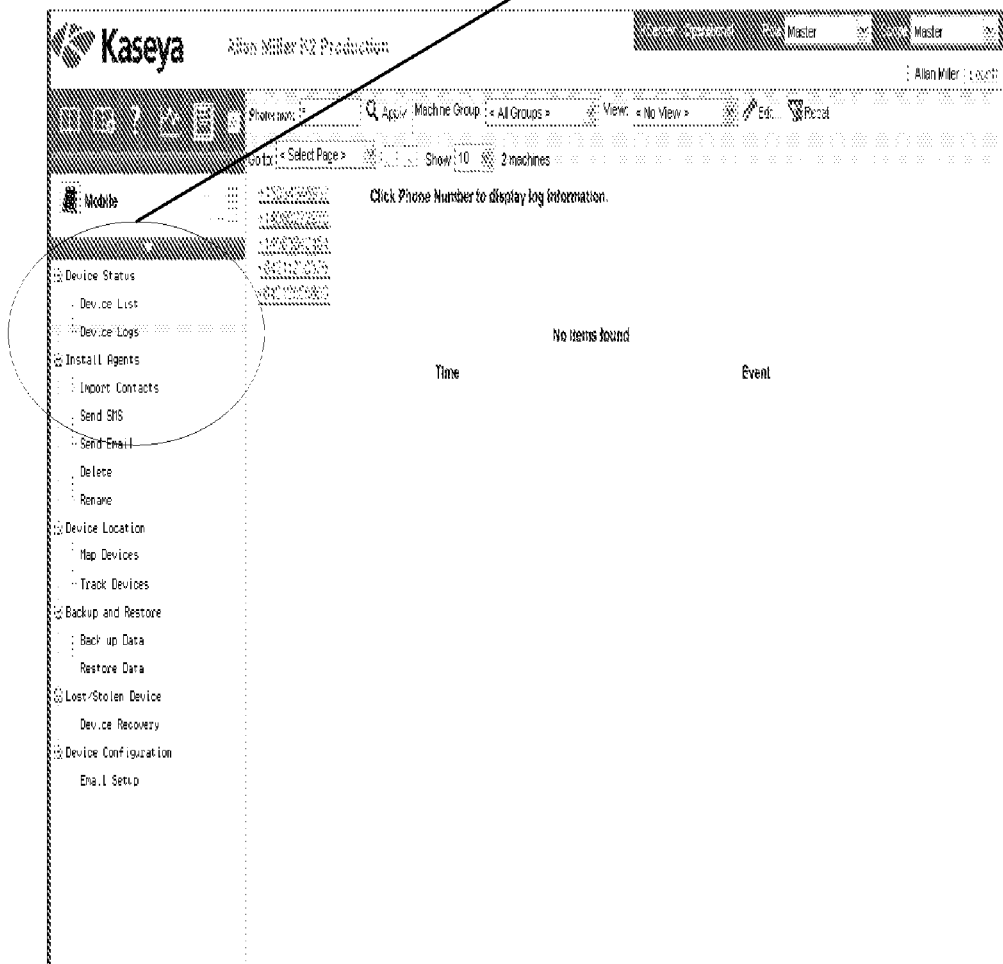 Kaseya
Allan Miller K2 Production
Master
Master
Allan Miller
Apply Machine Group: < All Groups > View: < No View > Edit... Reset
Go to: < Select Page > Show 10 2 machines
Mobile
Click Phone Number to display log information.
Device Status
Device List
Device Logs
No items found
Install Agents
Time Event
Import Contacts
Send SMS
Send Email
Delete
Rename
Device Location
Map Devices
Track Devices
Backup and Restore
Back up Data
Restore Data
Lost/Stolen Device
Device Recovery
Device Configuration
Email Setup